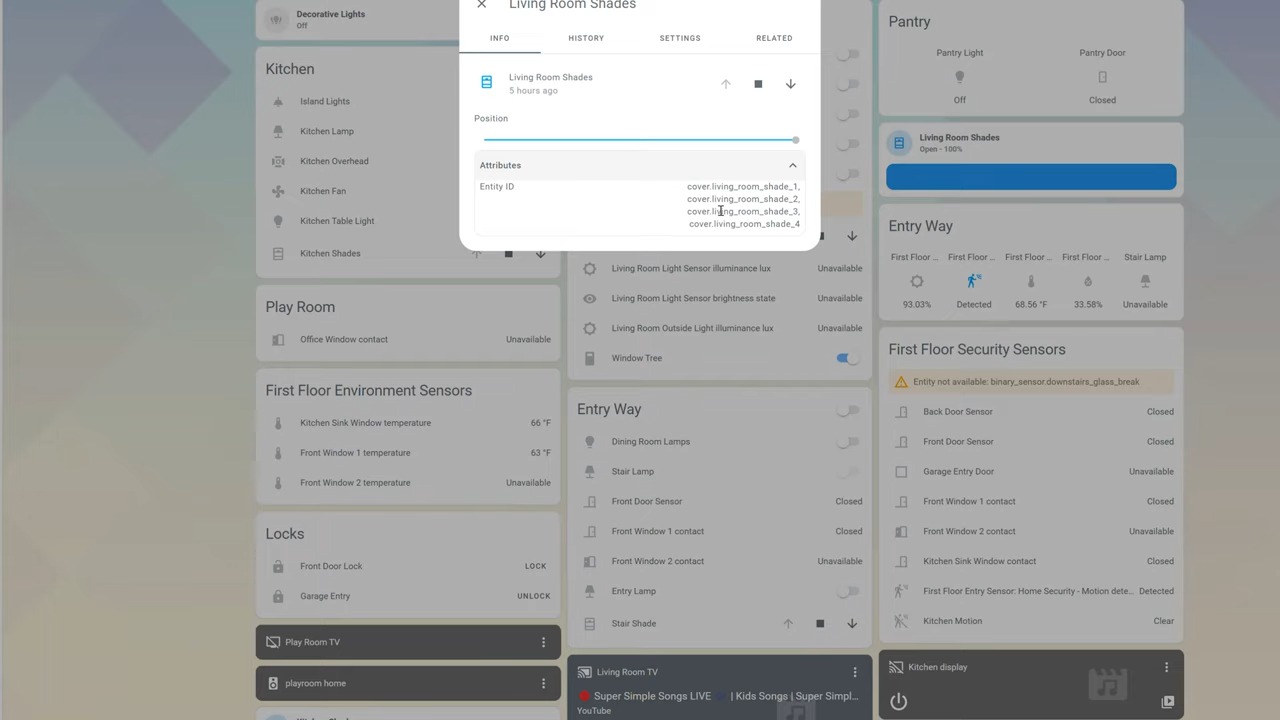 Decorative Lights
Off
Kitchen
Island Lights
Kitchen Lamp
Kitchen Overhead
Kitchen Fan
Kitchen Table Light
Kitchen Shades
Play Room
Office Window contact Unavailable
First Floor Environment Sensors
Kitchen Sink Window temperature 66 °F
Front Window 1 temperature 63 °F
Front Window 2 temperature Unavailable
Locks
Front Door Lock LOCK
Garage Entry UNLOCK
Play Room TV
playroom home
Living Room Shades
INFO HISTORY SETTINGS RELATED
Living Room Shades
5 hours ago
Position
Attributes
Entity ID cover.living_room_shade_1,
cover.living_room_shade_2,
cover.living_room_shade_3,
cover.living_room_shade_4
Living Room Light Sensor illuminance lux Unavailable
Living Room Light Sensor brightness state Unavailable
Living Room Outside Light illuminance lux Unavailable
Window Tree
Entry Way
Dining Room Lamps
Stair Lamp
Front Door Sensor Closed
Front Window 1 contact Closed
Front Window 2 contact Unavailable
Entry Lamp
Stair Shade
Living Room TV
Super Simple Songs LIVE | Kids Songs | Super Simpl...
YouTube
Pantry
Pantry Light Pantry Door
Off Closed
Living Room Shades
Open - 100%
Entry Way
First Floor ... First Floor ... First Floor ... First Floor ... Stair Lamp
93.03% Detected 68.56 °F 33.58% Unavailable
First Floor Security Sensors
Entity not available: binary_sensor.downstairs_glass_break
Back Door Sensor Closed
Front Door Sensor Closed
Garage Entry Door Unavailable
Front Window 1 contact Closed
Front Window 2 contact Unavailable
Kitchen Sink Window contact Closed
First Floor Entry Sensor: Home Security - Motion dete... Detected
Kitchen Motion Clear
Kitchen display